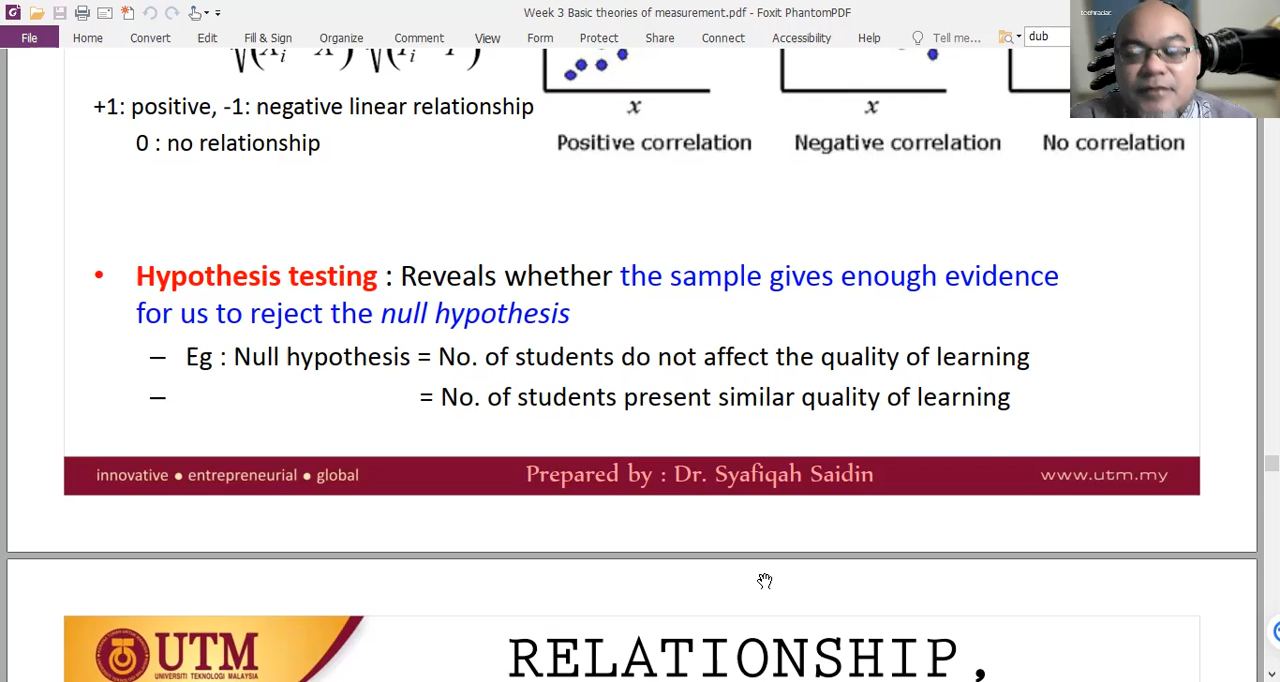 Week 3 Basic theories of measurement.pdf - Foxit PhantomPDF
File Home Convert Edit Organize Fill & Sign Comment View Form Protect Share Connect Accessibility Help Tell me... dub
techradar.
+1: positive, -1: negative linear relationship
0 : no relationship
x x
Positive correlation Negative correlation No correlation
• Hypothesis testing : Reveals whether the sample gives enough evidence
for us to reject the null hypothesis
– Eg : Null hypothesis = No. of students do not affect the quality of learning
– = No. of students present similar quality of learning
innovative ● entrepreneurial ● global Prepared by : Dr. Syafiqah Saidin www.utm.my
UTM
UNIVERSITI TEKNOLOGI MALAYSIA
RELATIONSHIP,